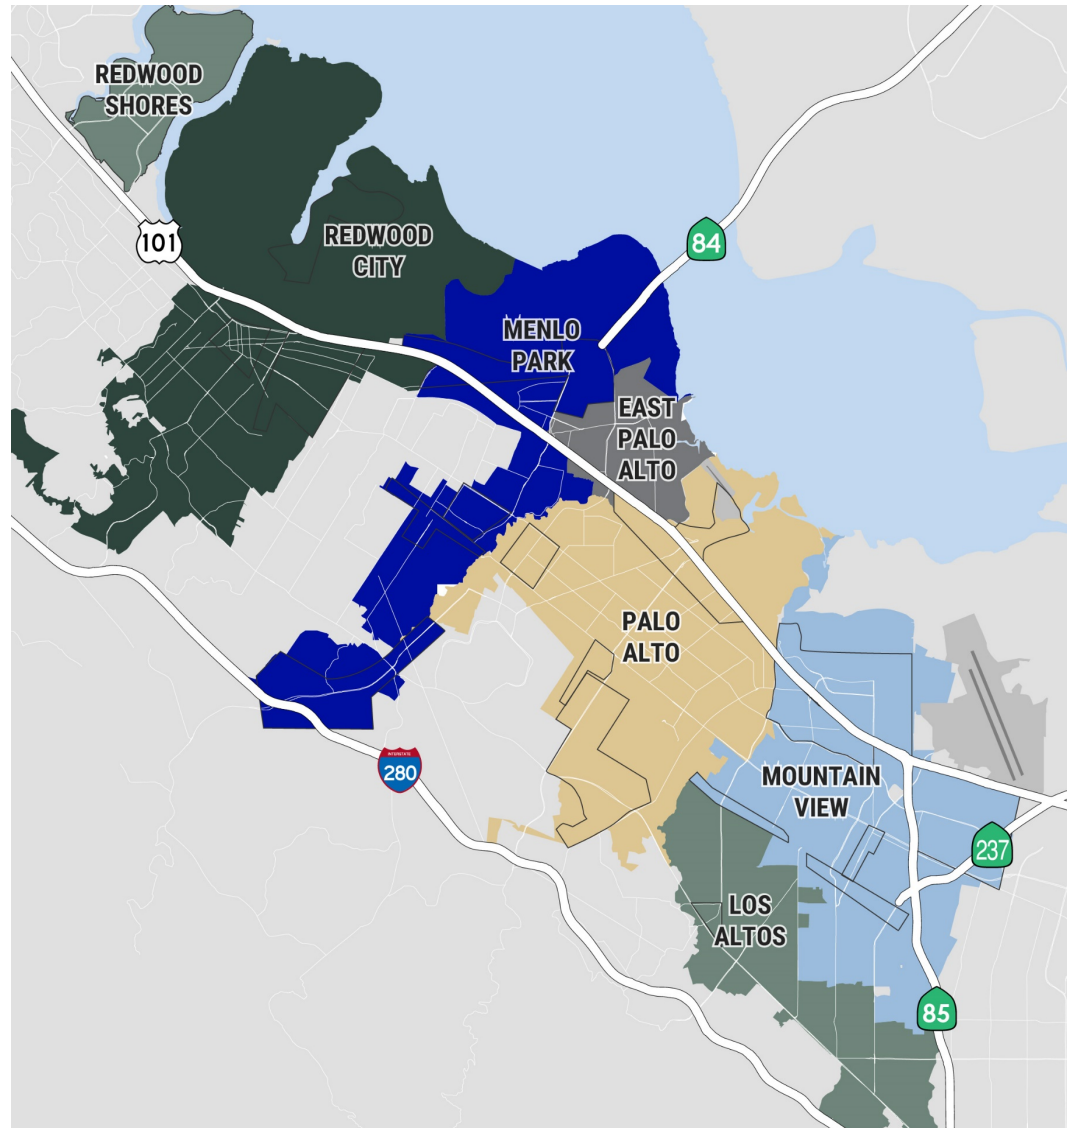 REDWOOD
SHORES
101
REDWOOD
CITY
84
MENLO
PARK
EAST
PALO
ALTO
PALO
ALTO
INTERSTATE
280
MOUNTAIN
VIEW
237
LOS
ALTOS
85